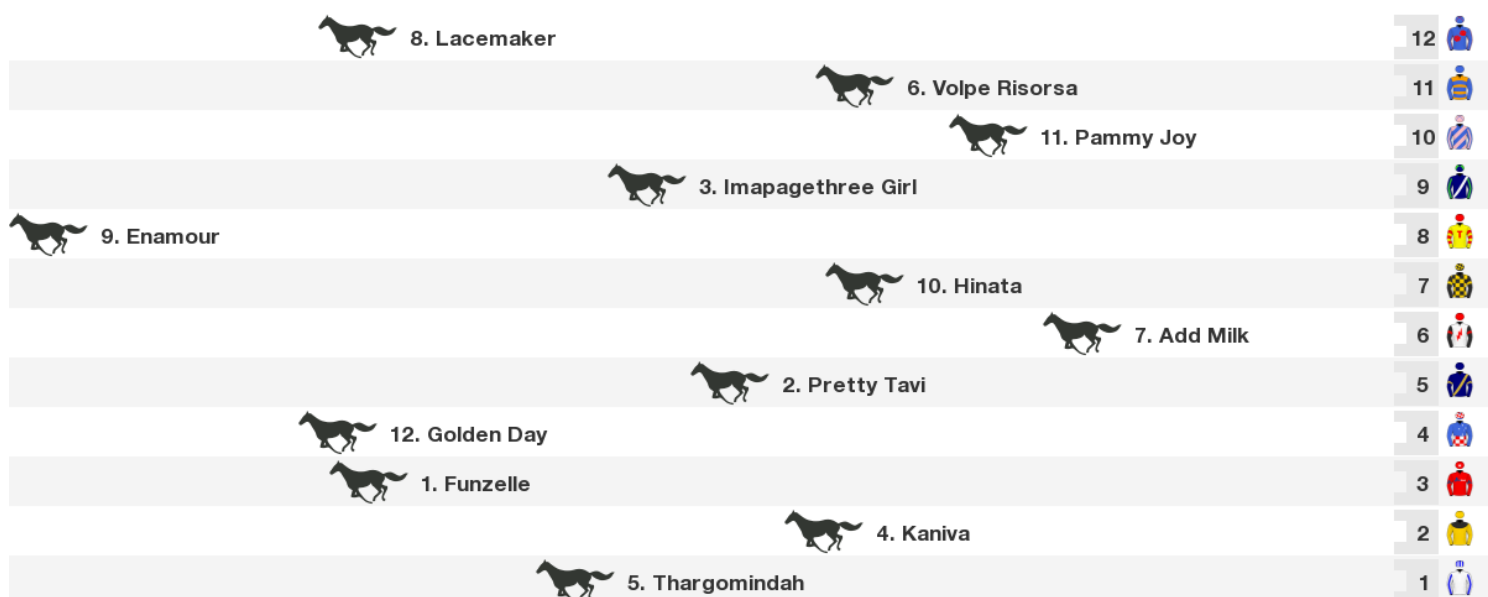 8. Lacemaker 12
6. Volpe Risorsa 11
11. Pammy Joy 10
3. Imapagethree Girl 9
9. Enamour 8
10. Hinata 7
7. Add Milk 6
2. Pretty Tavi 5
12. Golden Day 4
1. Funzelle 3
4. Kaniva 2
5. Thargomindah 1